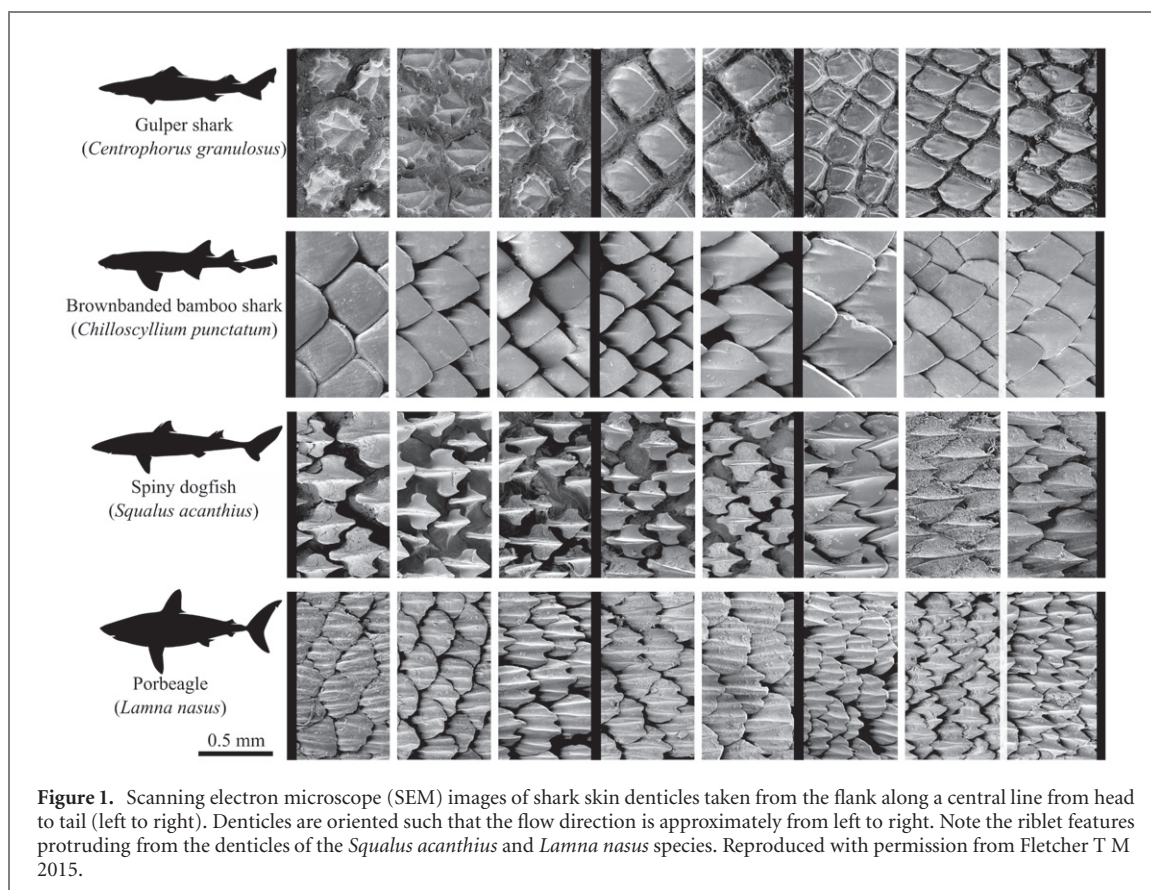 Gulper shark
(Centrophorus granulosus)
Brownbanded bamboo shark
(Chilloscyllium punctatum)
Spiny dogfish
(Squalus acanthius)
Porbeagle
(Lamna nasus)
0.5 mm
Figure 1. Scanning electron microscope (SEM) images of shark skin denticles taken from the flank along a central line from head
to tail (left to right). Denticles are oriented such that the flow direction is approximately from left to right. Note the riblet features
protruding from the denticles of the Squalus acanthius and Lamna nasus species. Reproduced with permission from Fletcher T M
2015.